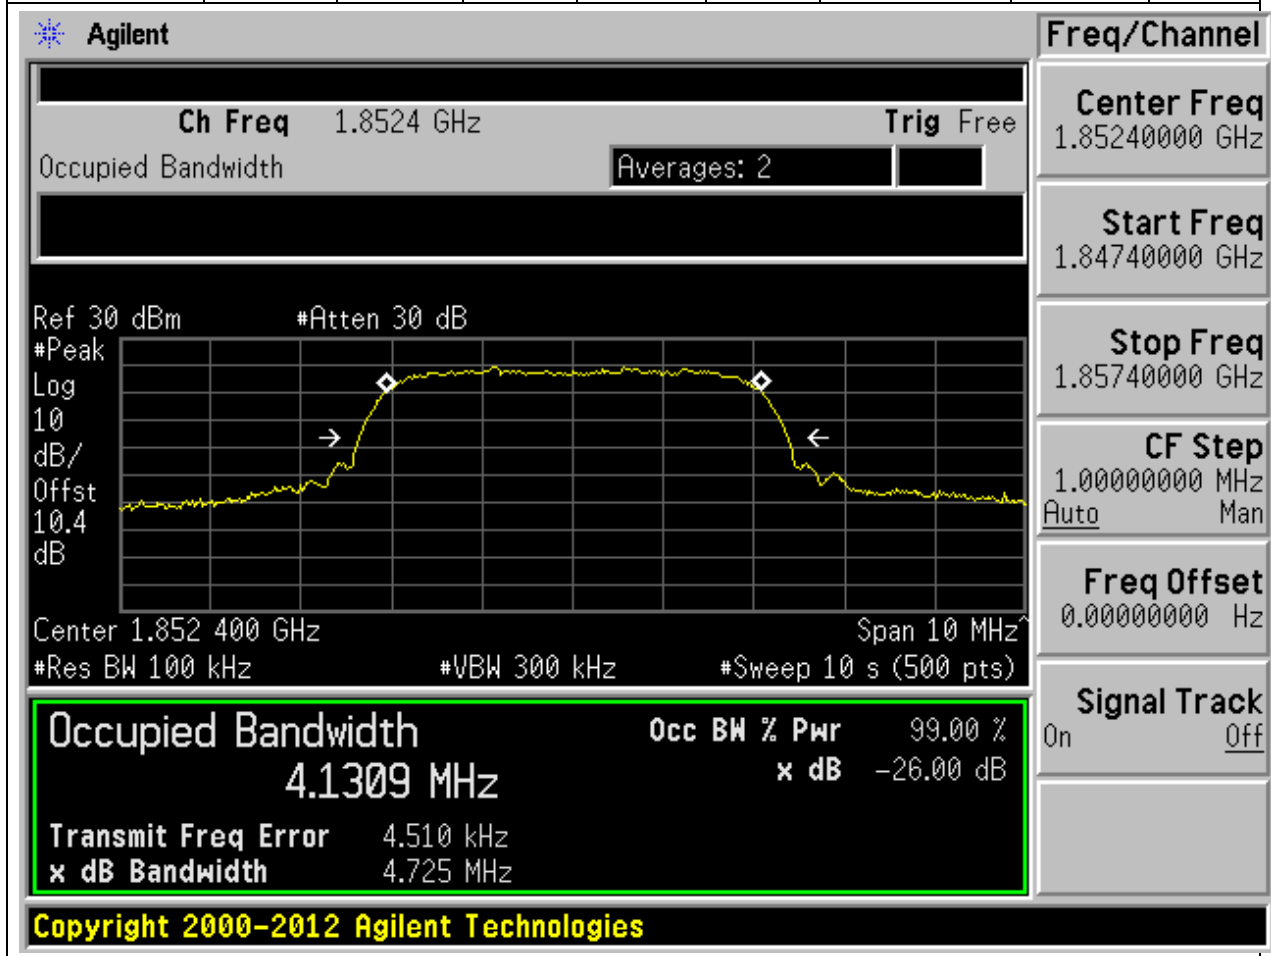 Agilent
Freq/Channel
Ch Freq 1.8524 GHz Trig Free
Occupied Bandwidth Averages: 2
Center Freq
1.85240000 GHz
Start Freq
1.84740000 GHz
Stop Freq
1.85740000 GHz
CF Step
1.00000000 MHz
Auto Man
Freq Offset
0.00000000 Hz
Signal Track
On Off
Ref 30 dBm #Atten 30 dB
#Peak
Log
10
dB/
Offst
10.4
dB
Center 1.852 400 GHz Span 10 MHz^
#Res BW 100 kHz #VBW 300 kHz #Sweep 10 s (500 pts)
Occupied Bandwidth
4.1309 MHz
Occ BW % Pwr 99.00 %
x dB -26.00 dB
Transmit Freq Error 4.510 kHz
x dB Bandwidth 4.725 MHz
Copyright 2000-2012 Agilent Technologies